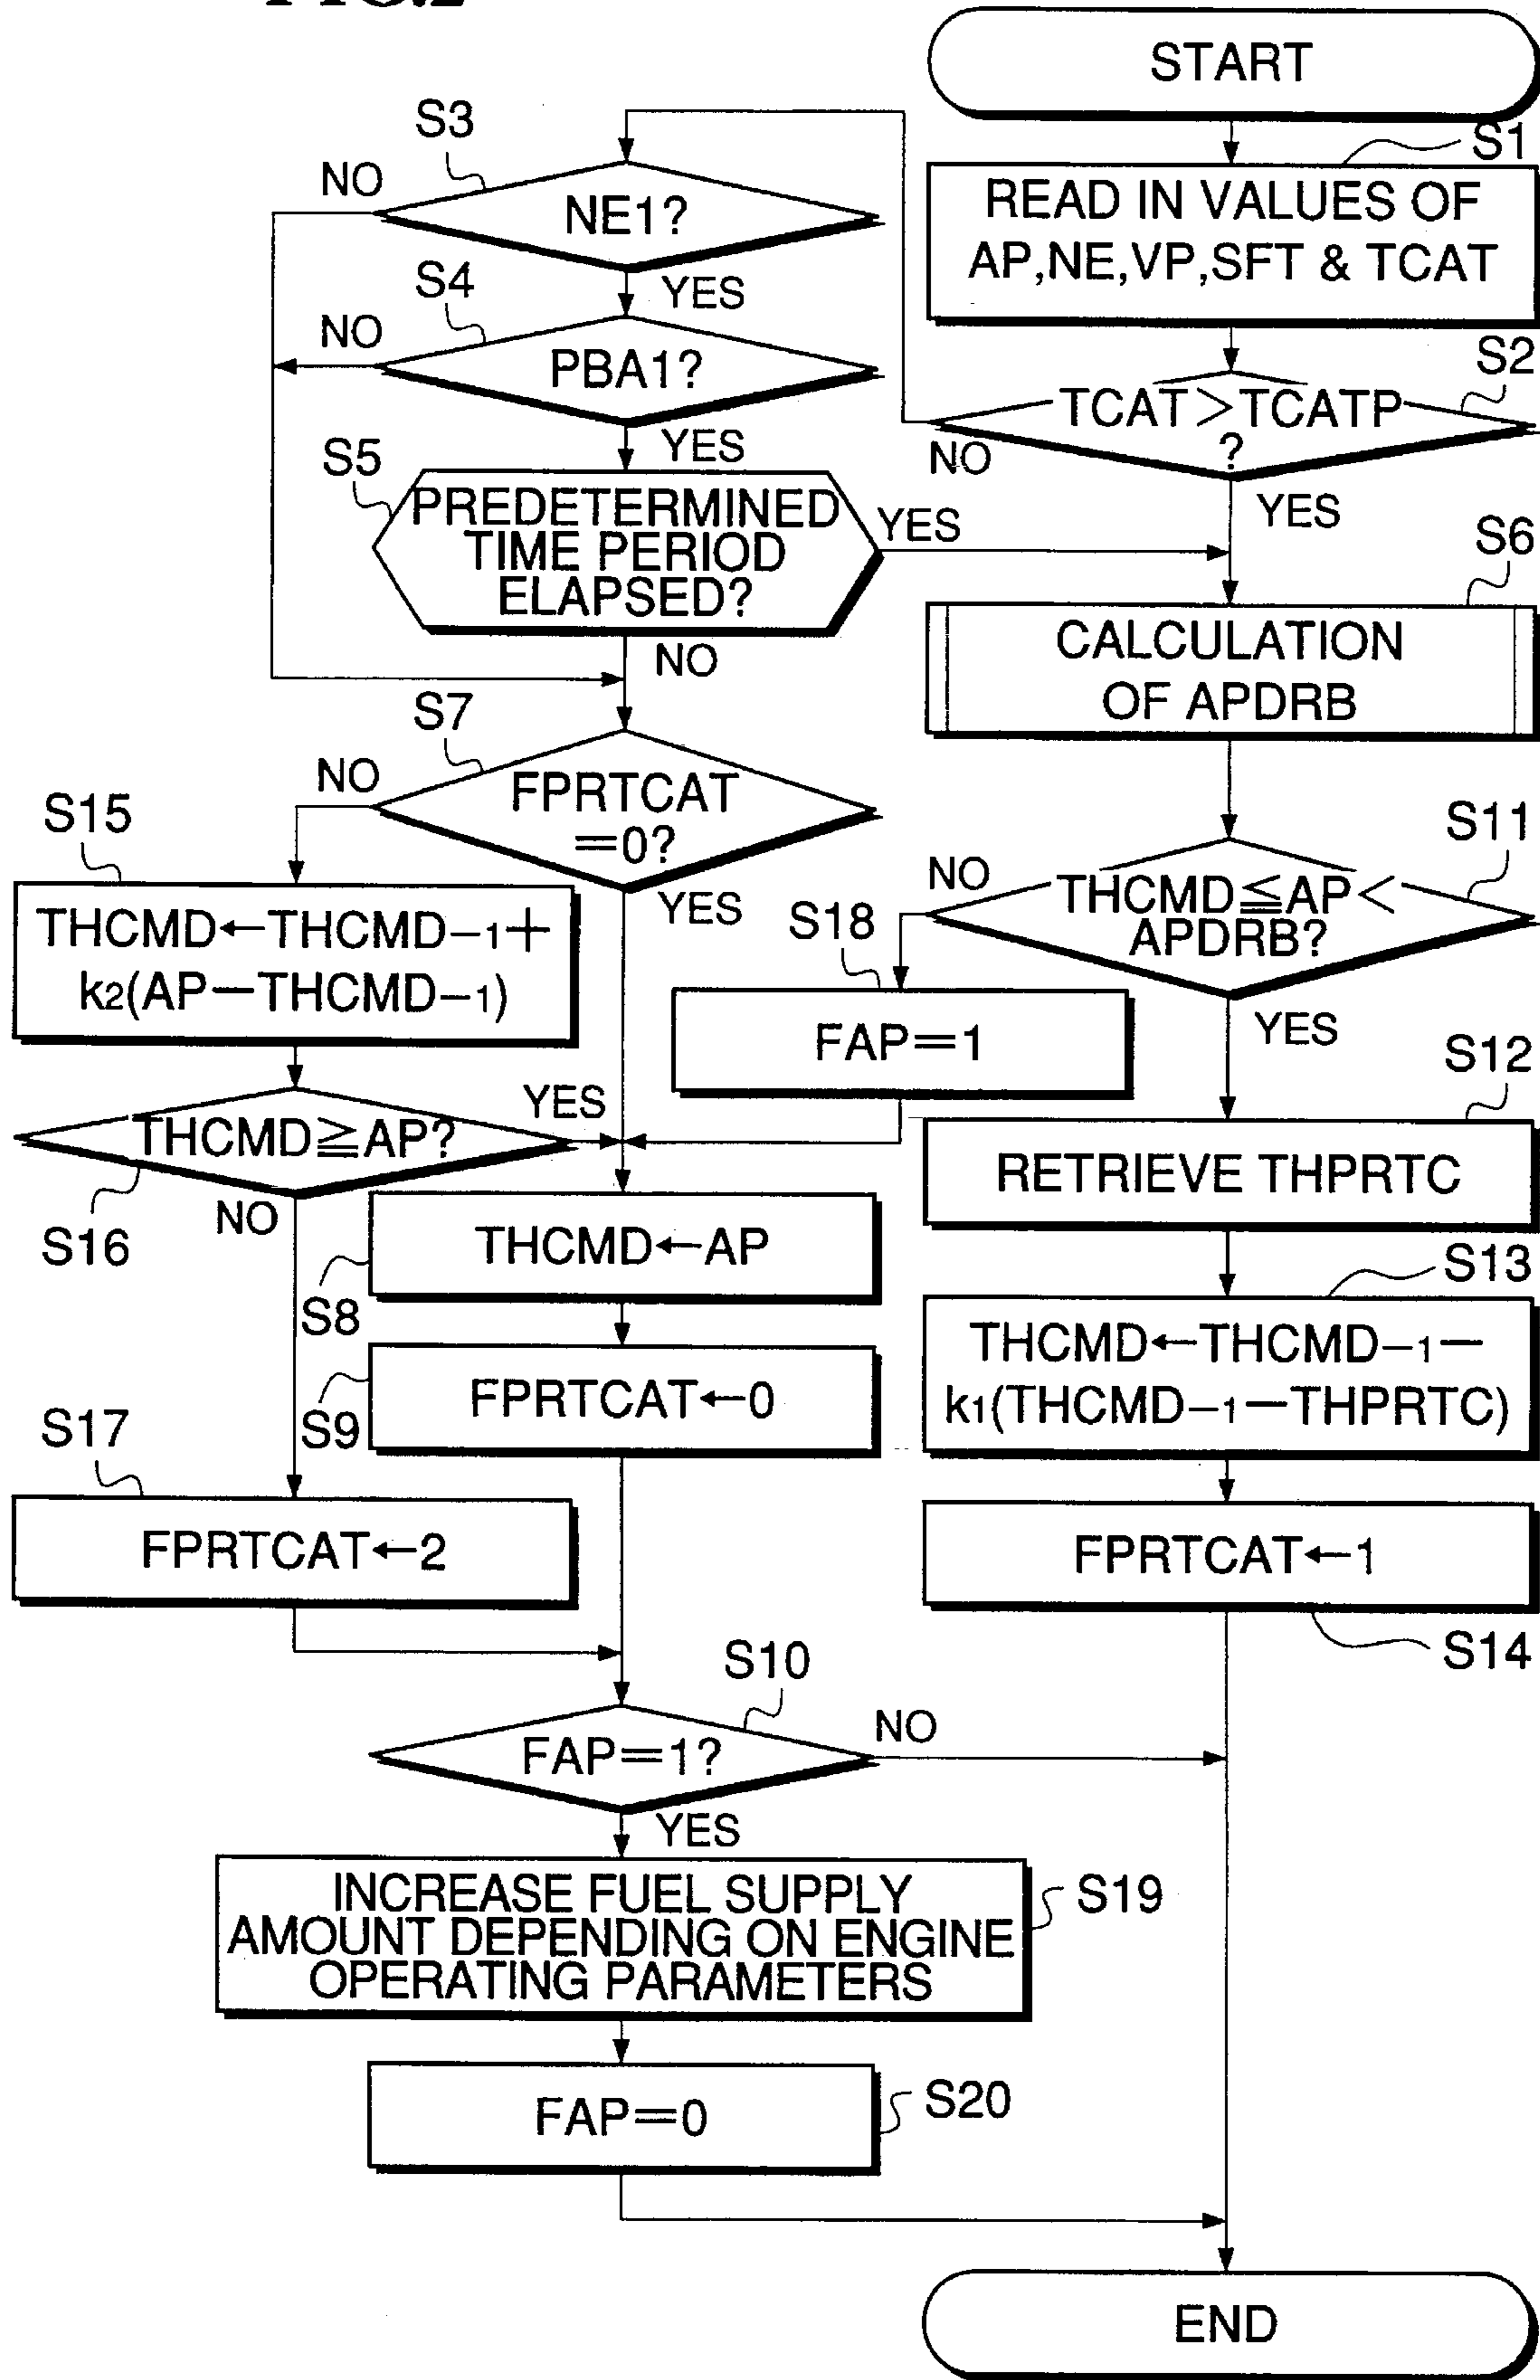 FIG.2
START
S1
READ IN VALUES OF
AP,NE,VP,SFT & TCAT
S2
TCAT>TCATP
?
NO
YES
S3
NO
NE1?
YES
S4
NO
PBA1?
YES
S5
PREDETERMINED
TIME PERIOD
ELAPSED?
YES
NO
S6
CALCULATION
OF APDRB
S7
NO
FPRTCAT
=0?
YES
S15
THCMD←THCMD-1+
k2(AP-THCMD-1)
S11
NO
THCMD≦AP<
APDRB?
YES
S18
FAP=1
S12
RETRIEVE THPRTC
YES
THCMD≧AP?
NO
S16
S8
THCMD←AP
S13
THCMD←THCMD-1-
k1(THCMD-1-THPRTC)
S9
FPRTCAT←0
S17
FPRTCAT←2
FPRTCAT←1
S14
S10
NO
FAP=1?
YES
INCREASE FUEL SUPPLY
AMOUNT DEPENDING ON ENGINE
OPERATING PARAMETERS
S19
FAP=0
S20
END